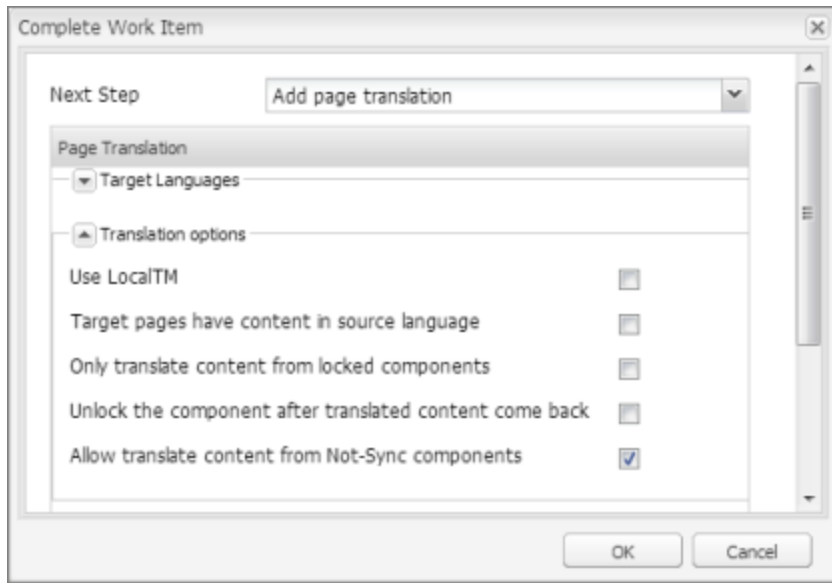 Complete Work Item
Next Step Add page translation
Page Translation
Target Languages
Translation options
Use LocalTM
Target pages have content in source language
Only translate content from locked components
Unlock the component after translated content come back
Allow translate content from Not-Sync components
OK Cancel